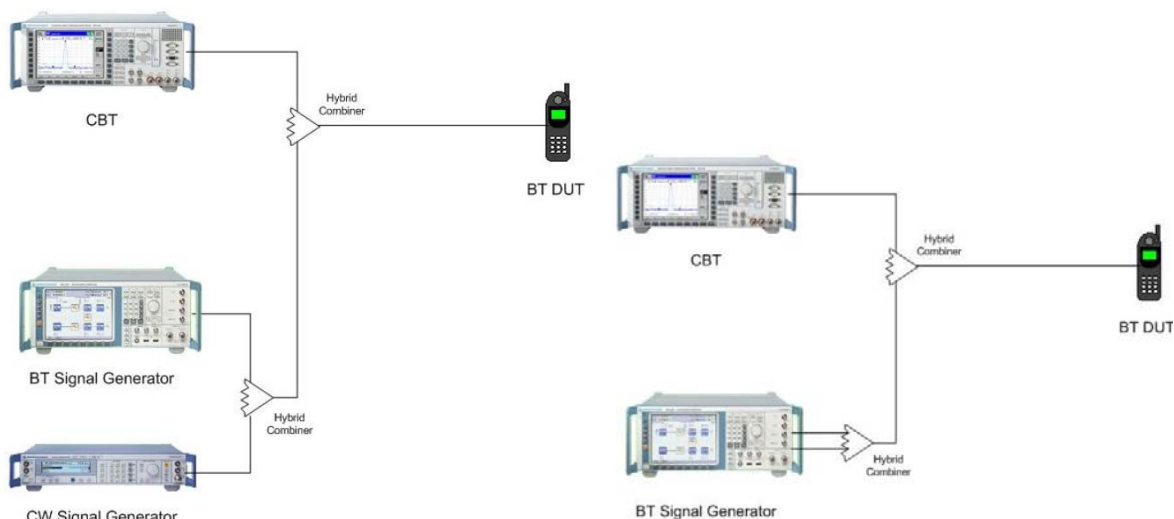 CBT
Hybrid
Combiner
BT DUT
BT Signal Generator
Hybrid
Combiner
CW Signal Generator
CBT
Hybrid
Combiner
BT DUT
Hybrid
Combiner
BT Signal Generator